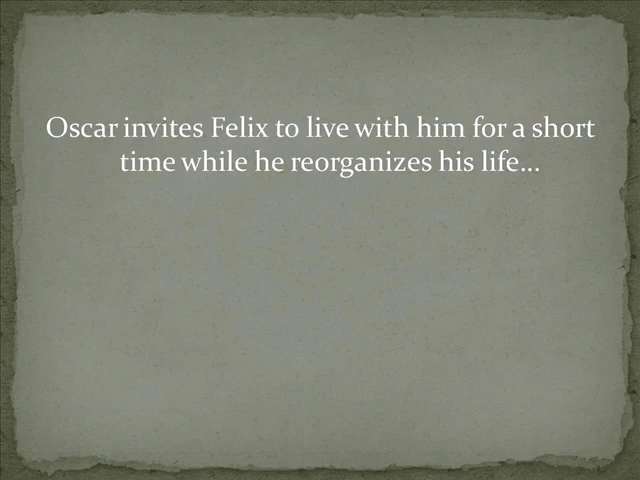 Oscar invites Felix to live with him for a short
time while he reorganizes his life...